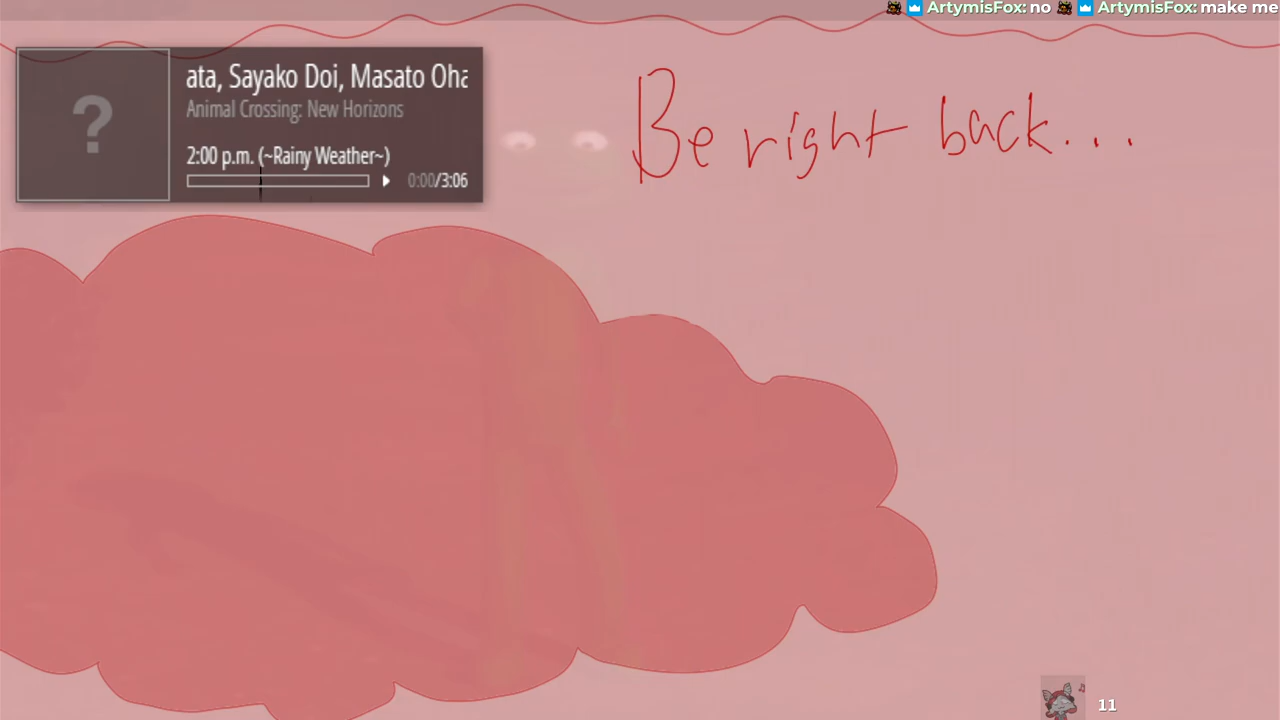 ArtymisFox: no ArtymisFox: make me
ata, Sayako Doi, Masato Oha
Animal Crossing: New Horizons
2:00 p.m. (~Rainy Weather~)
0:00/3:06
Be right back...
11